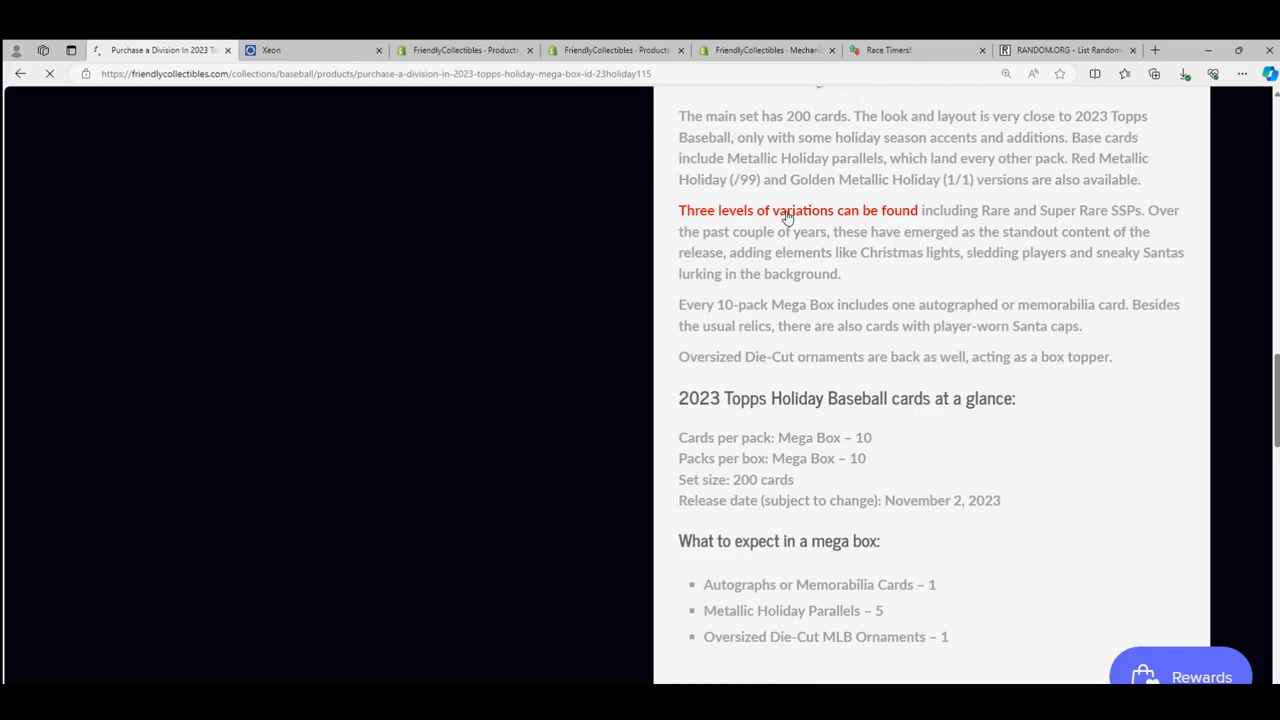 Purchase a Division In 2023 To
Xeon
FriendlyCollectibles · Products
FriendlyCollectibles · Products
FriendlyCollectibles · Mechanic
Race Timers!
RANDOM.ORG - List Random
https://friendlycollectibles.com/collections/baseball/products/purchase-a-division-in-2023-topps-holiday-mega-box-id-23holiday115
The main set has 200 cards. The look and layout is very close to 2023 Topps
Baseball, only with some holiday season accents and additions. Base cards
include Metallic Holiday parallels, which land every other pack. Red Metallic
Holiday (/99) and Golden Metallic Holiday (1/1) versions are also available.
Three levels of variations can be found including Rare and Super Rare SSPs. Over
the past couple of years, these have emerged as the standout content of the
release, adding elements like Christmas lights, sledding players and sneaky Santas
lurking in the background.
Every 10-pack Mega Box includes one autographed or memorabilia card. Besides
the usual relics, there are also cards with player-worn Santa caps.
Oversized Die-Cut ornaments are back as well, acting as a box topper.
2023 Topps Holiday Baseball cards at a glance:
Cards per pack: Mega Box – 10
Packs per box: Mega Box – 10
Set size: 200 cards
Release date (subject to change): November 2, 2023
What to expect in a mega box:
Autographs or Memorabilia Cards – 1
Metallic Holiday Parallels – 5
Oversized Die-Cut MLB Ornaments – 1
Rewards